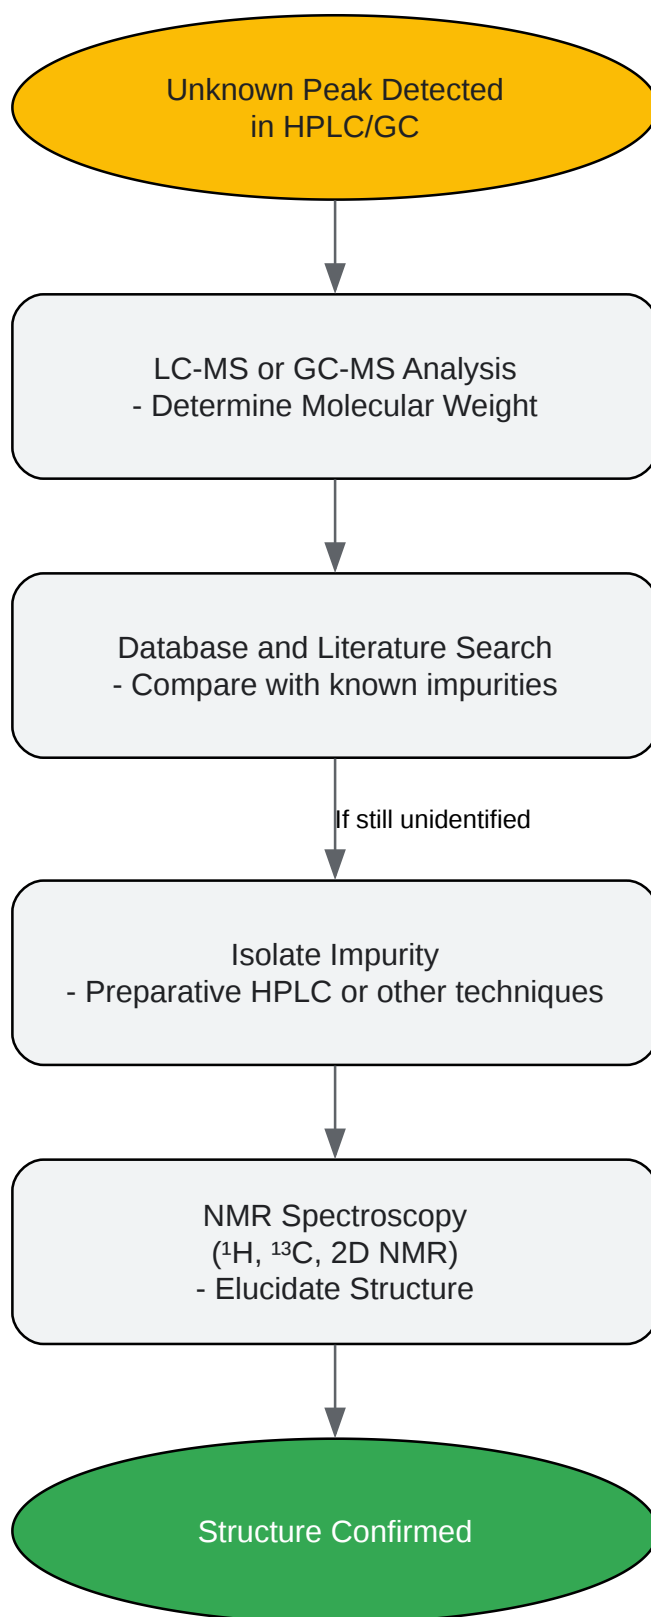 Unknown Peak Detected
in HPLC/GC
LC-MS or GC-MS Analysis
- Determine Molecular Weight
Database and Literature Search
- Compare with known impurities
If still unidentified
Isolate Impurity
- Preparative HPLC or other techniques
NMR Spectroscopy
(¹H, ¹³C, 2D NMR)
- Elucidate Structure
Structure Confirmed